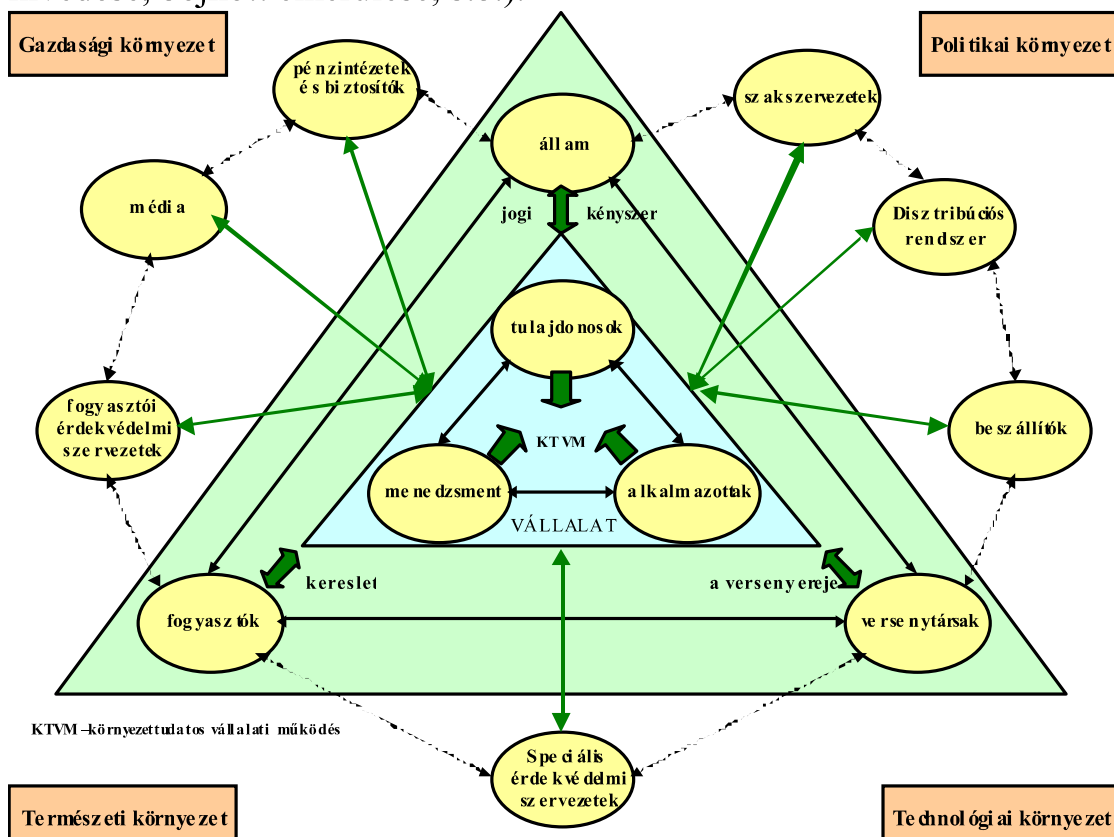 Gazdasági környezet
Politikai környezet
pénzintézetek
és biztosítók
szakszervezetek
állam
média
jogi kényszer
Disztribúciós
rendszer
tulajdonosok
fogyasztói
érdekvédelmi
szervezetek
KTVM
beszállítók
menedzsment
alkalmazottak
VÁLLALAT
kereslet
a verseny ereje
fogyasztók
versenytársak
KTVM –környezettudatos vállalati működés
Speciális
érdekvédelmi
szervezetek
Természeti környezet
Technológiai környezet